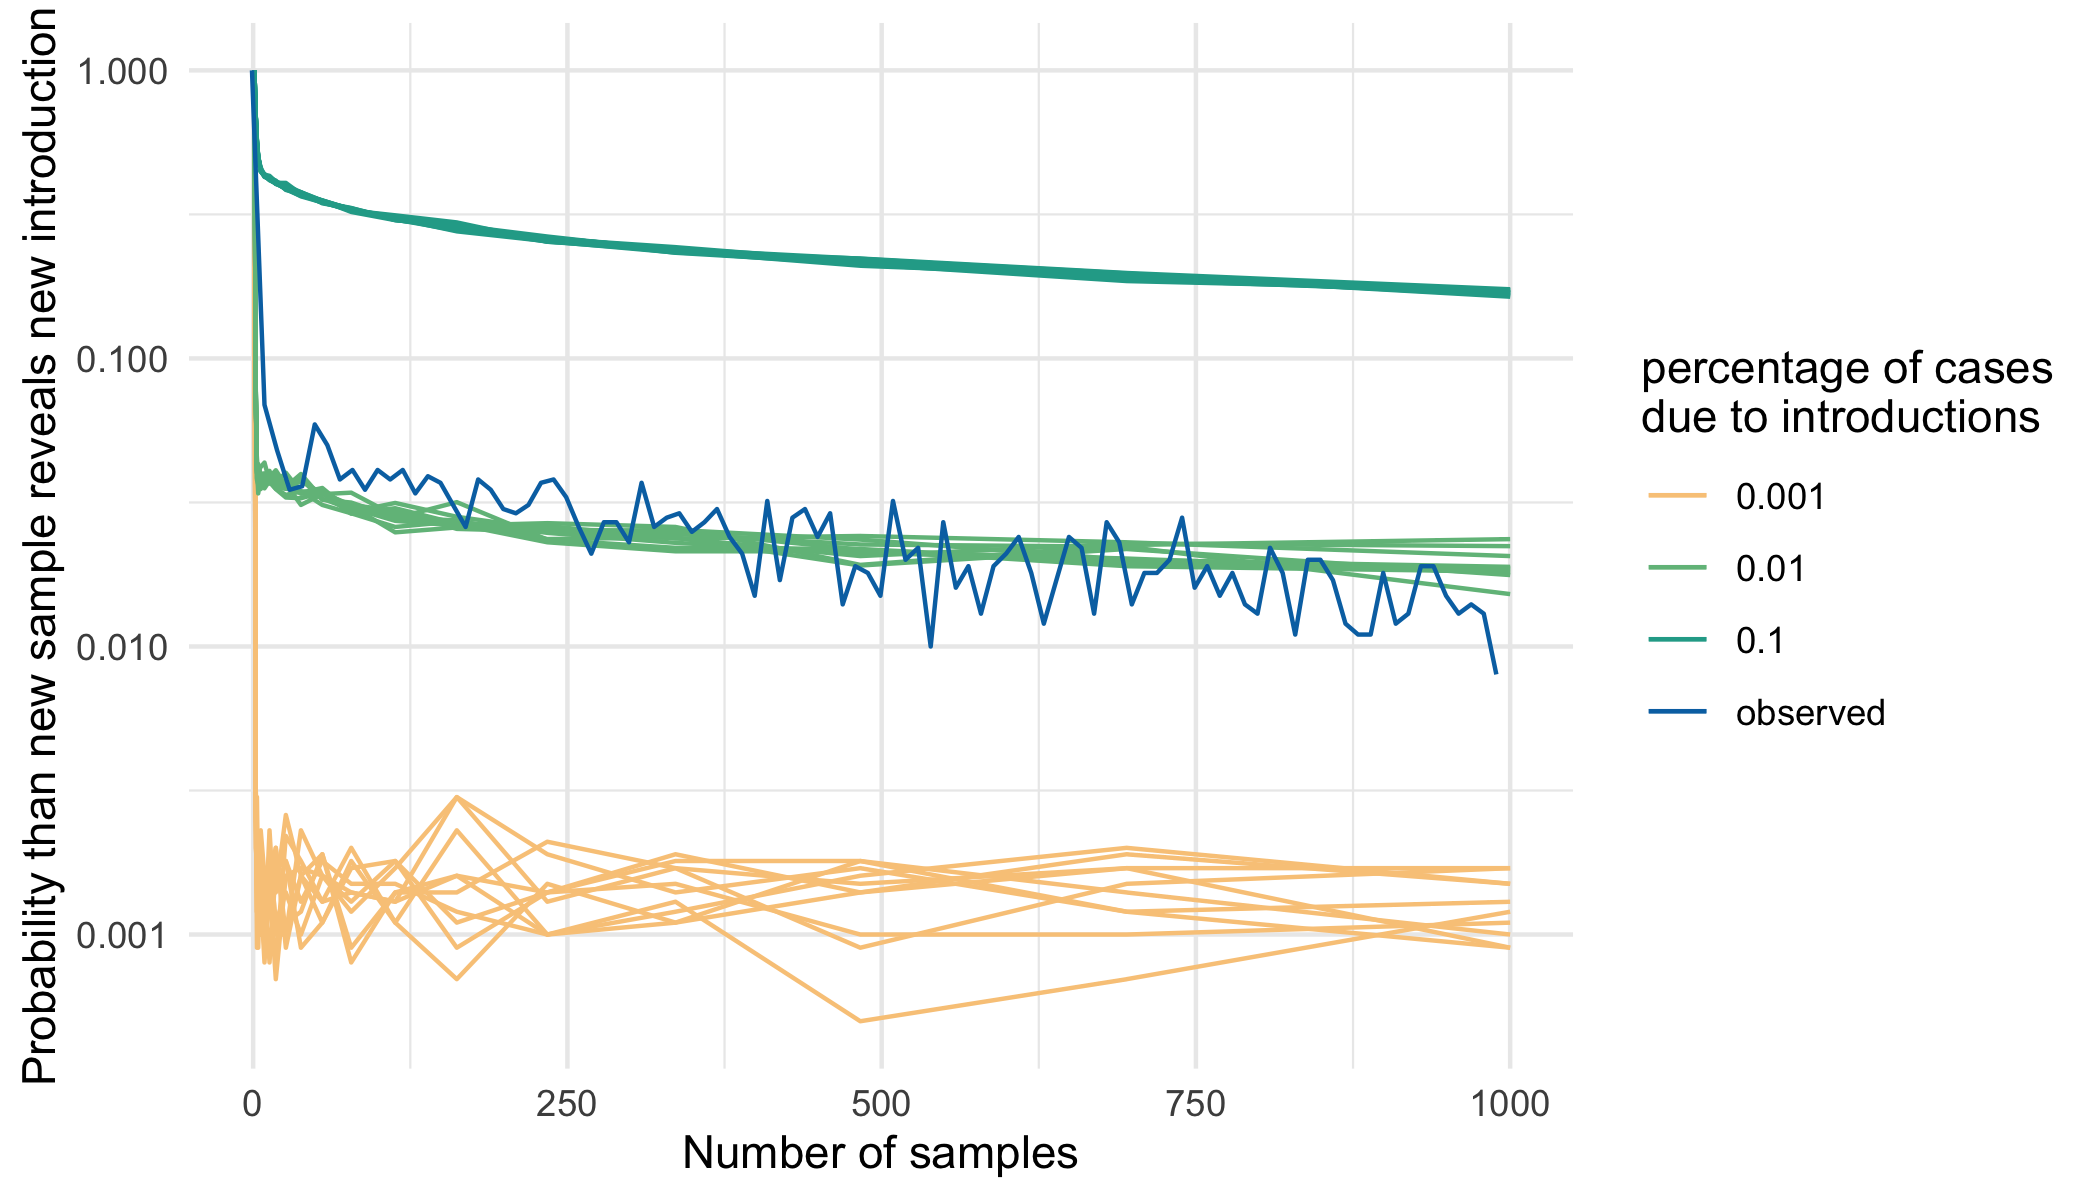 Probability than new sample reveals new introduction
1.000
0.100
0.010
0.001
0
250
500
750
1000
Number of samples
percentage of cases
due to introductions
0.001
0.01
0.1
observed